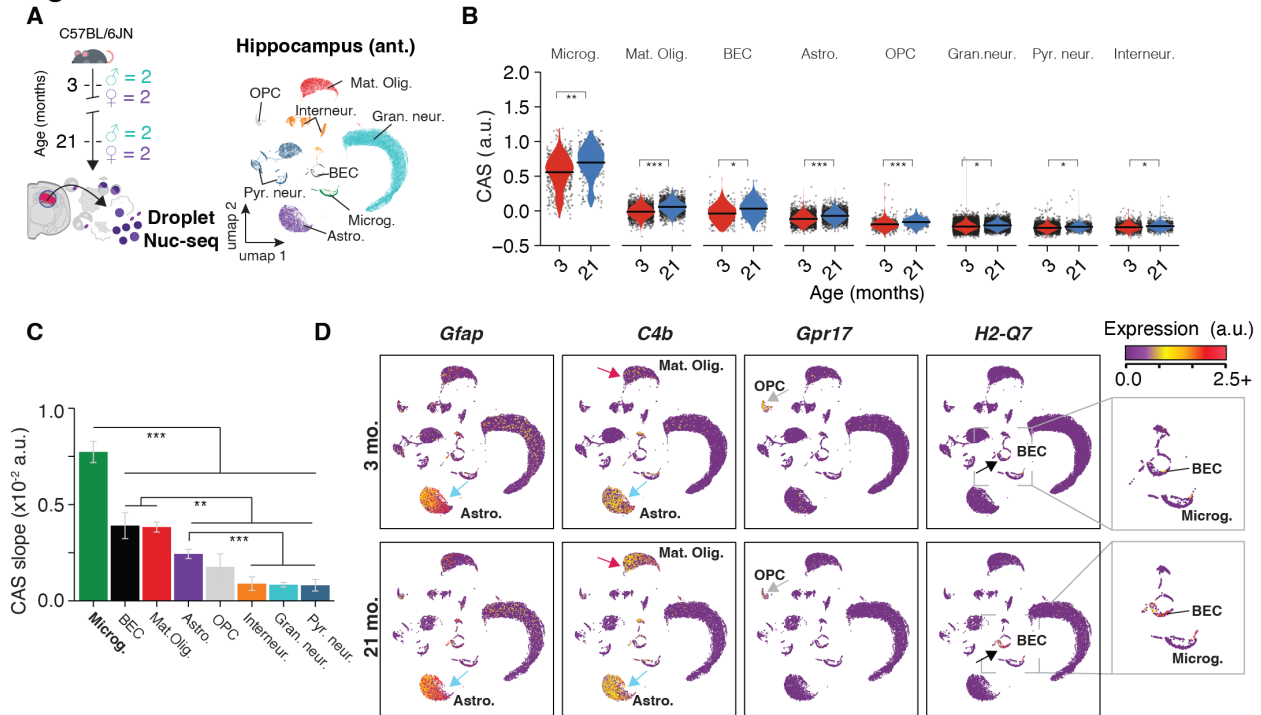 A
C57BL/6JN
Age (months)
3
♂ = 2
♀ = 2
21
♂ = 2
♀ = 2
Droplet
Nuc-seq
Hippocampus (ant.)
Mat. Olig.
OPC
Interneur.
Gran. neur.
BEC
Pyr. neur.
Microg.
Astro.
umap 2
umap 1
B
Microg. Mat. Olig. BEC Astro. OPC Gran.neur. Pyr. neur. Interneur.
CAS (a.u.)
2.0
1.5
1.0
0.5
0.0
−0.5
** *** * *** *** * * *
3 21 3 21 3 21 3 21 3 21 3 21 3 21 3 21
Age (months)
C
CAS slope (x10⁻² a.u.)
1.0
0.5
0.0
***
**
***
Microg.
BEC
Mat Olig.
Astro.
OPC
Interneur.
Gran. neur.
Pyr. neur.
D
Gfap C4b Gpr17 H2-Q7
Expression (a.u.)
0.0 2.5+
3 mo.
Astro.
Mat. Olig.
Astro.
OPC
BEC
BEC
Microg.
21 mo.
Astro.
Mat. Olig.
Astro.
OPC
BEC
BEC
Microg.